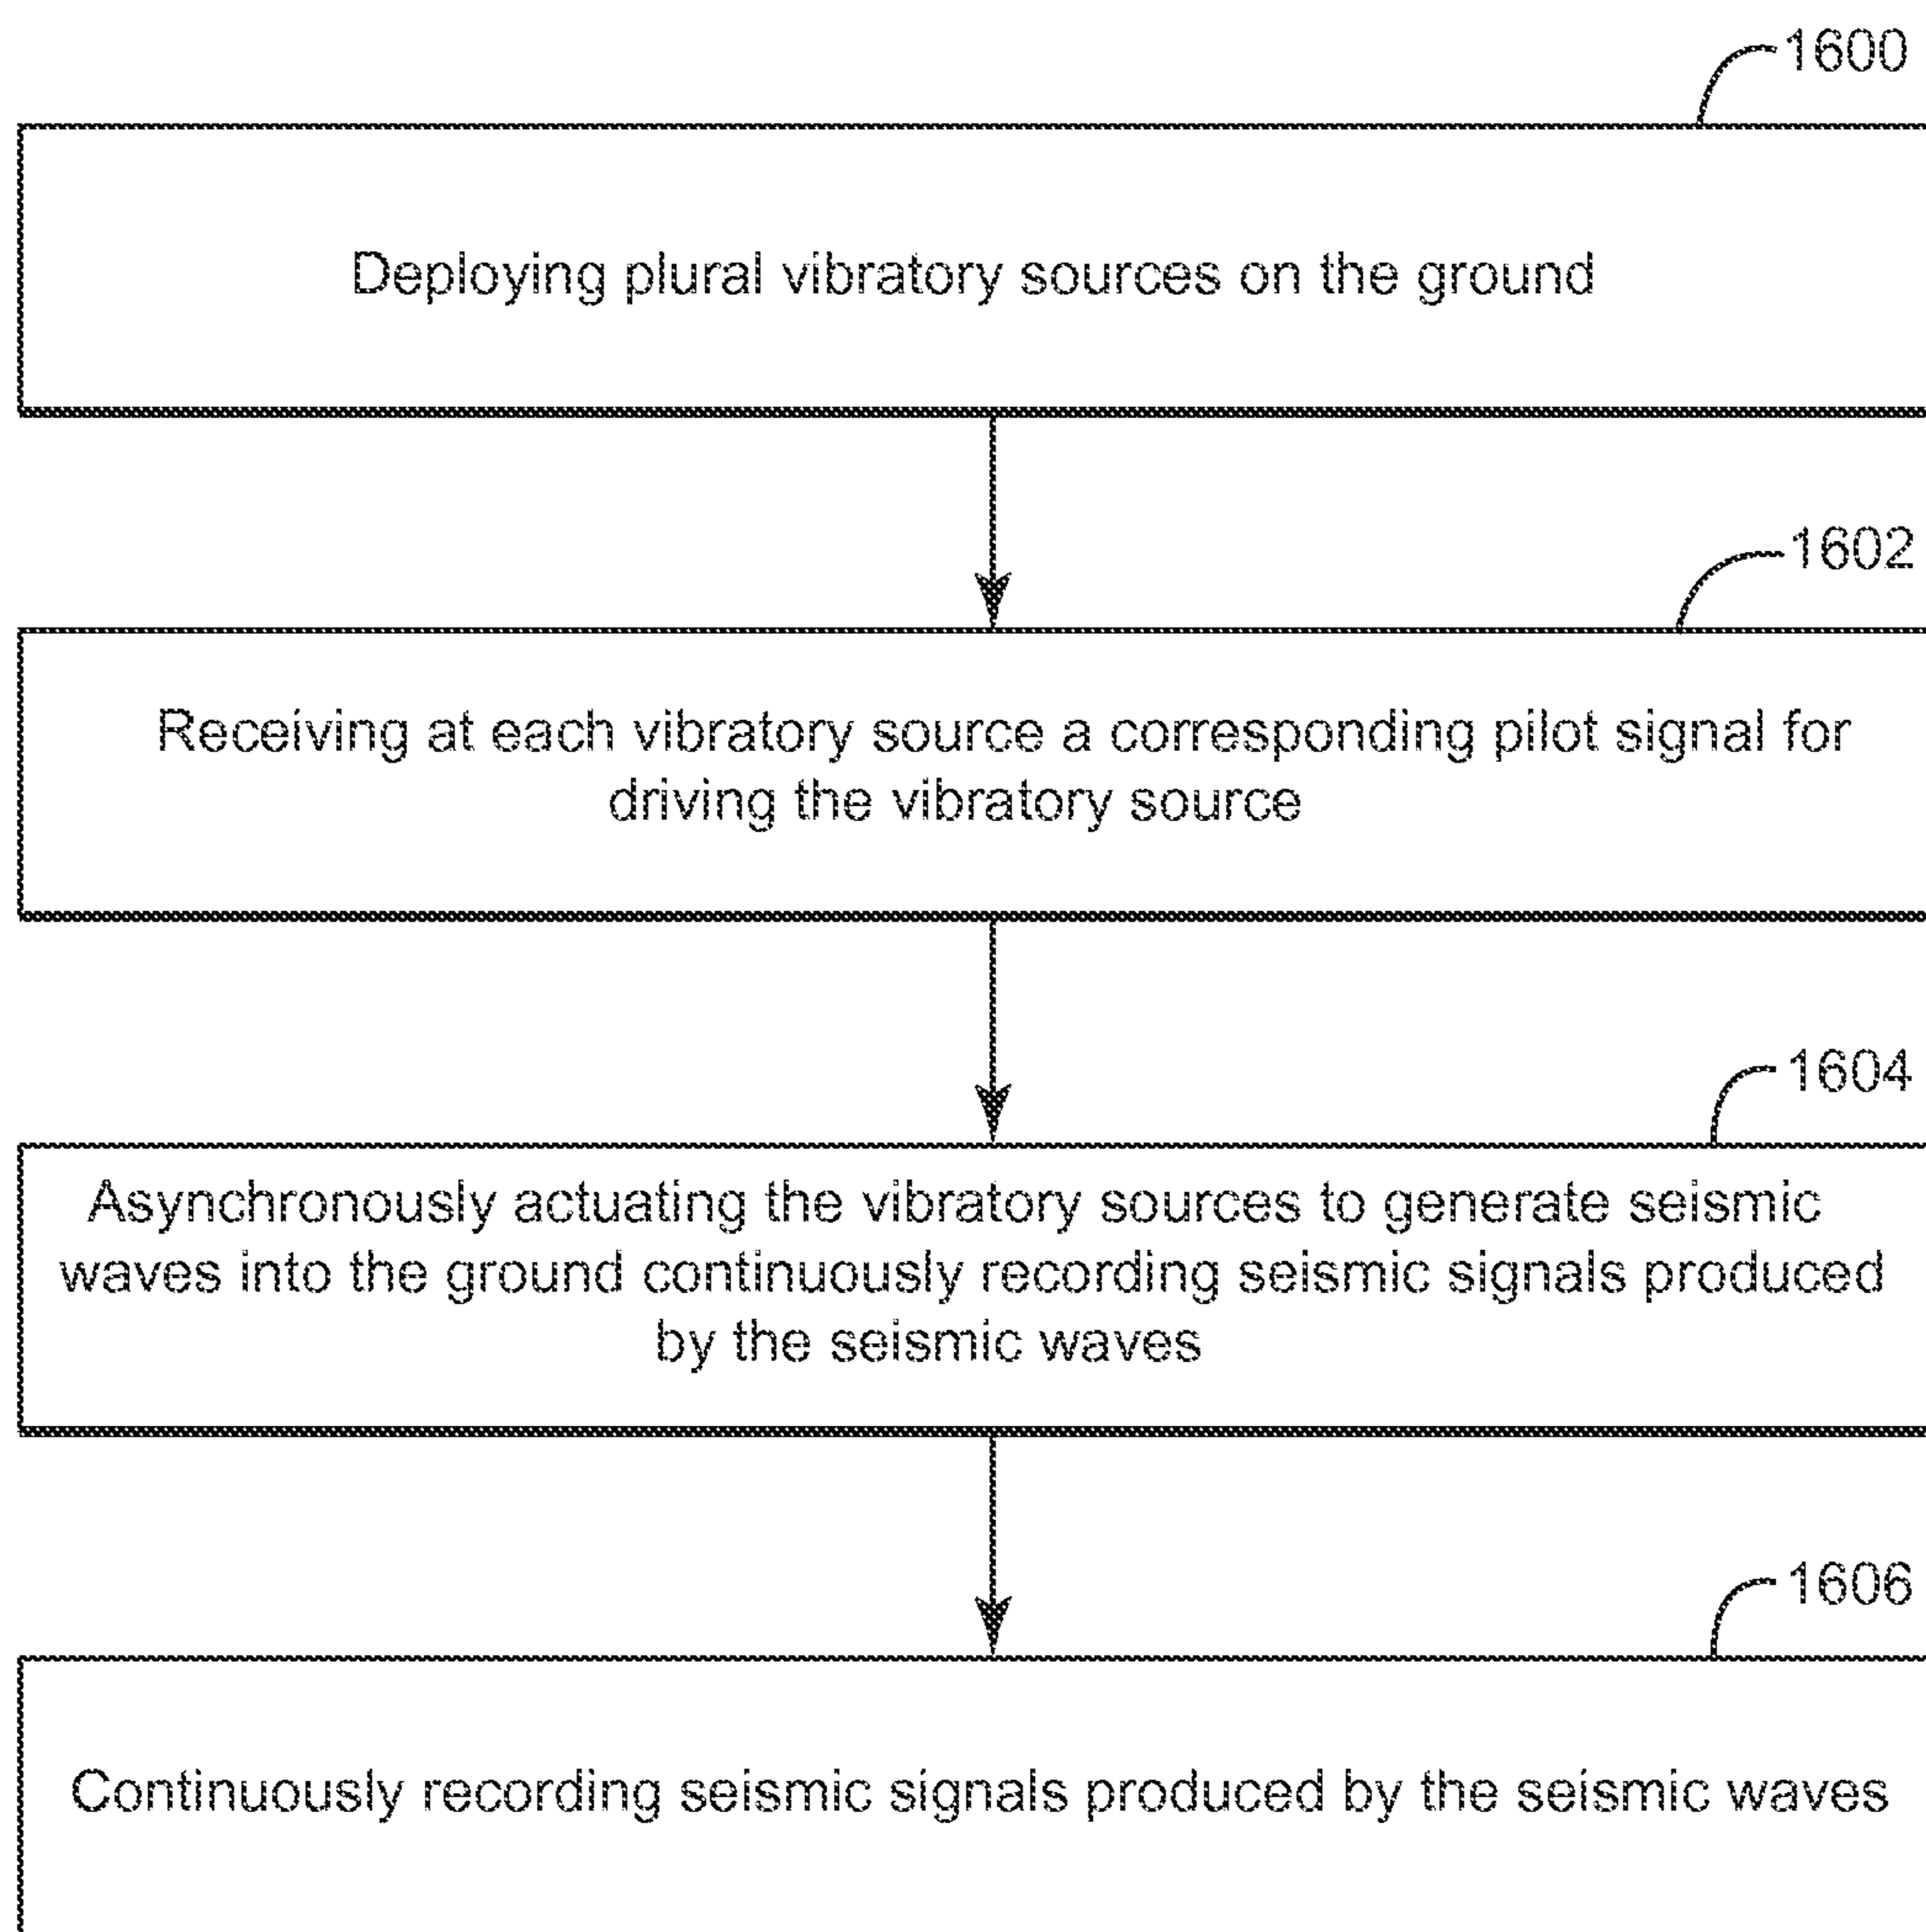 1600
Deploying plural vibratory sources on the ground
1602
Receiving at each vibratory source a corresponding pilot signal for
driving the vibratory source
1604
Asynchronously actuating the vibratory sources to generate seismic
waves into the ground continuously recording seismic signals produced
by the seismic waves
1606
Continuously recording seismic signals produced by the seismic waves